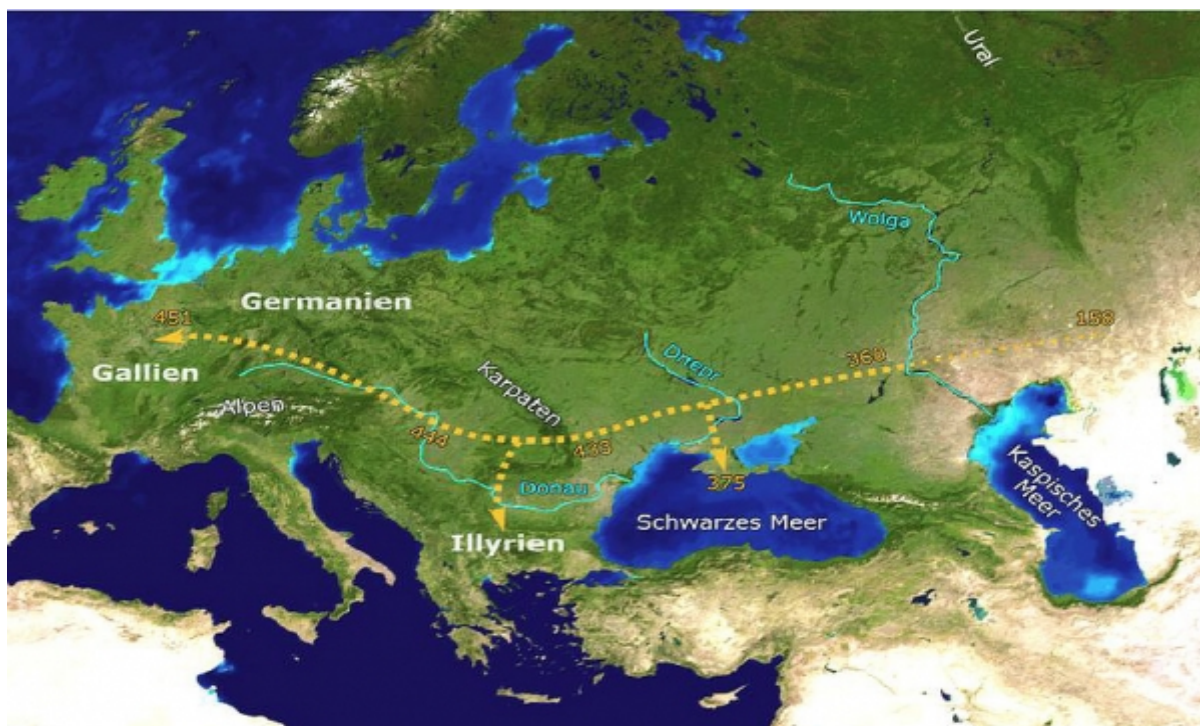 Ural
Wolga
Germanien
451
158
360
Dnepr
Gallien
Karpaten
Alpen
444
433
Kaspisches
Meer
375
Donau
Schwarzes Meer
Illyrien